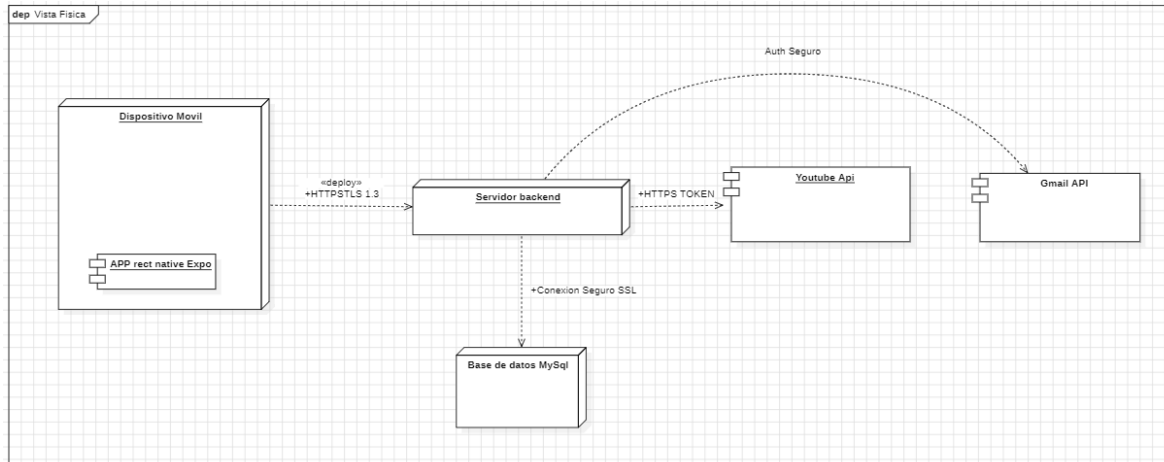 dep Vista Fisica
Auth Seguro
Dispositivo Movil
«deploy»
+HTTPSTLS 1.3
Servidor backend
+HTTPS TOKEN
Youtube Api
Gmail API
APP rect native Expo
+Conexion Seguro SSL
Base de datos MySql